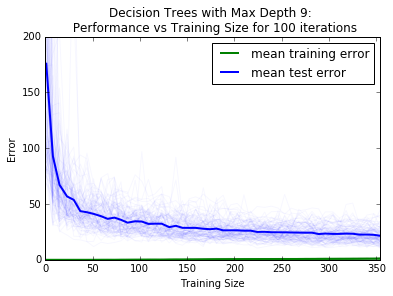 Decision Trees with Max Depth 9:
Performance vs Training Size for 100 iterations
mean training error
mean test error
Error
200
150
100
50
0
0 50 100 150 200 250 300 350
Training Size